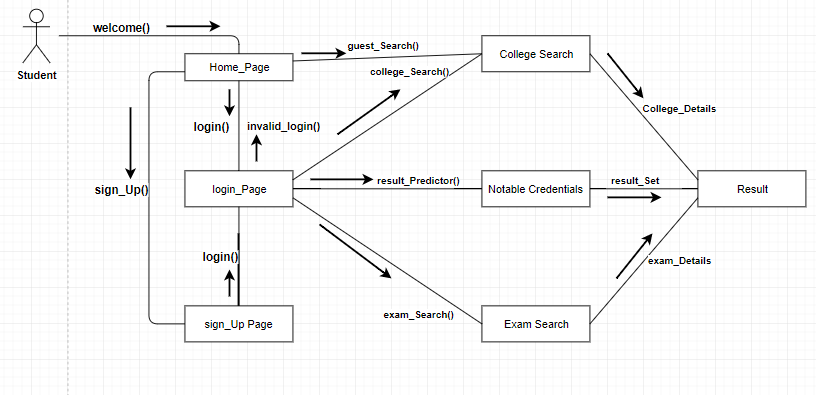 welcome()
Student
Home_Page
guest_Search()
College Search
college_Search()
College_Details
login()
invalid_login()
sign_Up()
login_Page
result_Predictor()
Notable Credentials
result_Set
Result
login()
exam_Details
sign_Up Page
exam_Search()
Exam Search